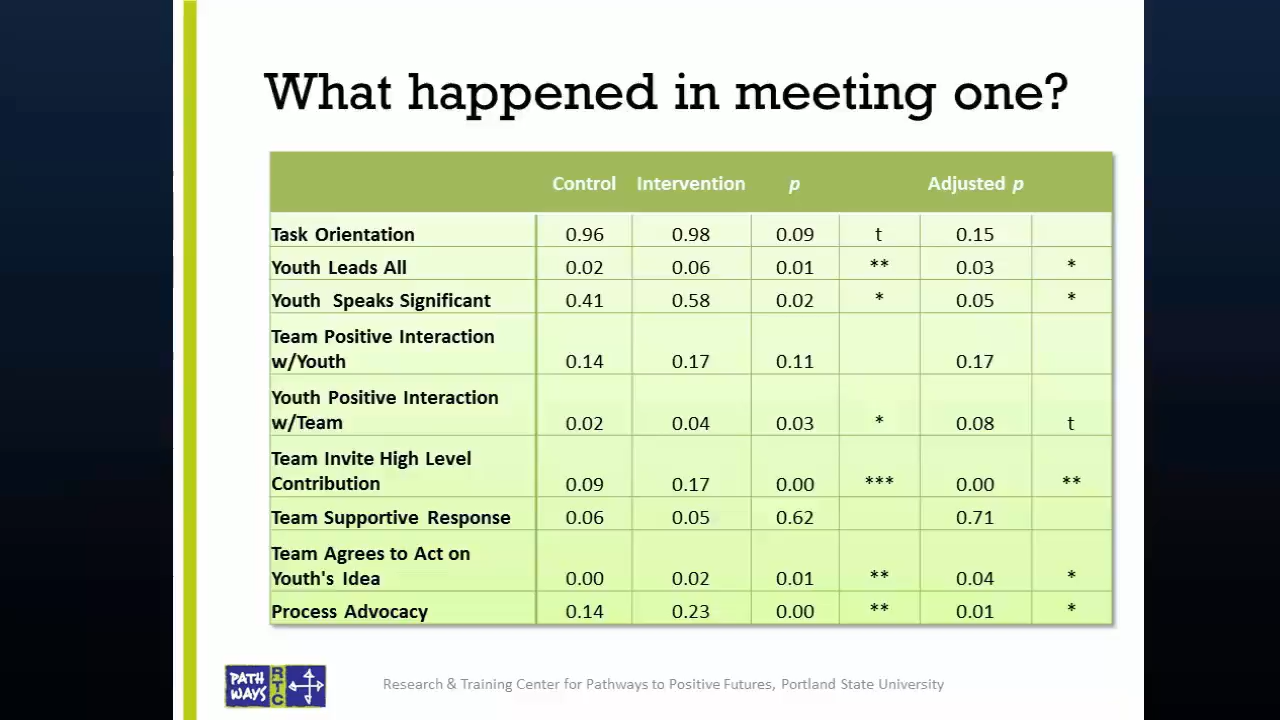 What happened in meeting one?
Control Intervention p Adjusted p
Task Orientation 0.96 0.98 0.09 t 0.15
Youth Leads All 0.02 0.06 0.01 ** 0.03 *
Youth Speaks Significant 0.41 0.58 0.02 * 0.05 *
Team Positive Interaction
w/Youth 0.14 0.17 0.11 0.17
Youth Positive Interaction
w/Team 0.02 0.04 0.03 * 0.08 t
Team Invite High Level
Contribution 0.09 0.17 0.00 *** 0.00 **
Team Supportive Response 0.06 0.05 0.62 0.71
Team Agrees to Act on
Youth's Idea 0.00 0.02 0.01 ** 0.04 *
Process Advocacy 0.14 0.23 0.00 ** 0.01 *
PATH
WAYS
RTC
Research & Training Center for Pathways to Positive Futures, Portland State University